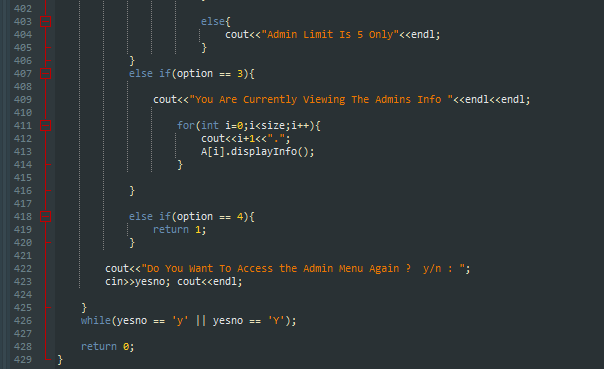 402
403 else{
404 cout<<"Admin Limit Is 5 Only"<<endl;
405 }
406 }
407 else if(option == 3){
408
409 cout<<"You Are Currently Viewing The Admins Info "<<endl<<endl;
410
411 for(int i=0;i<size;i++){
412 cout<<i+1<<".";
413 A[i].displayInfo();
414 }
415
416 }
417
418 else if(option == 4){
419 return 1;
420 }
421
422 cout<<"Do You Want To Access the Admin Menu Again ?  y/n : ";
423 cin>>yesno; cout<<endl;
424
425 }
426 while(yesno == 'y' || yesno == 'Y');
427
428 return 0;
429 }